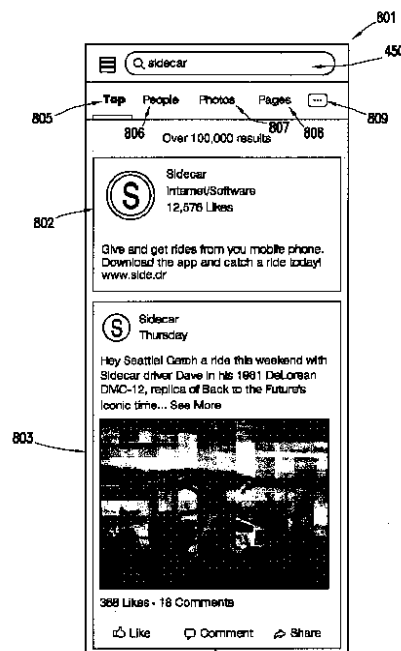 801
450
sidecar
Top People Photos Pages ...
805
806
807
808
809
Over 100,000 results
802
S
Sidecar
Internet/Software
12,576 Likes
Give and get rides from you mobile phone.
Download the app and catch a ride today!
www.side.dr
803
S
Sidecar
Thursday
Hey Seattle! Catch a ride this weekend with
Sidecar driver Dave in his 1981 DeLorean
DMC-12, replica of Back to the Future's
iconic time... See More
368 Likes • 18 Comments
Like Comment Share